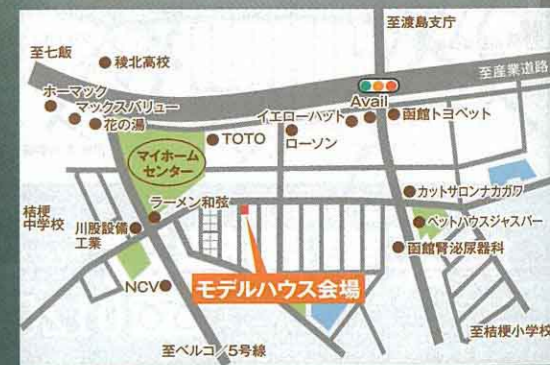 至渡島支庁
至七飯
稜北高校
至産業道路
ホーマック
マックスバリュー
花の湯
Avail
イエローハット
函館トヨペット
TOTO
ローソン
マイホーム
センター
カットサロンナカガワ
ラーメン和弦
桔梗
中学校
川股設備
工業
ペットハウスジャスパー
函館腎泌尿器科
NCV
モデルハウス会場
至桔梗小学校
至ベルコ/5号線